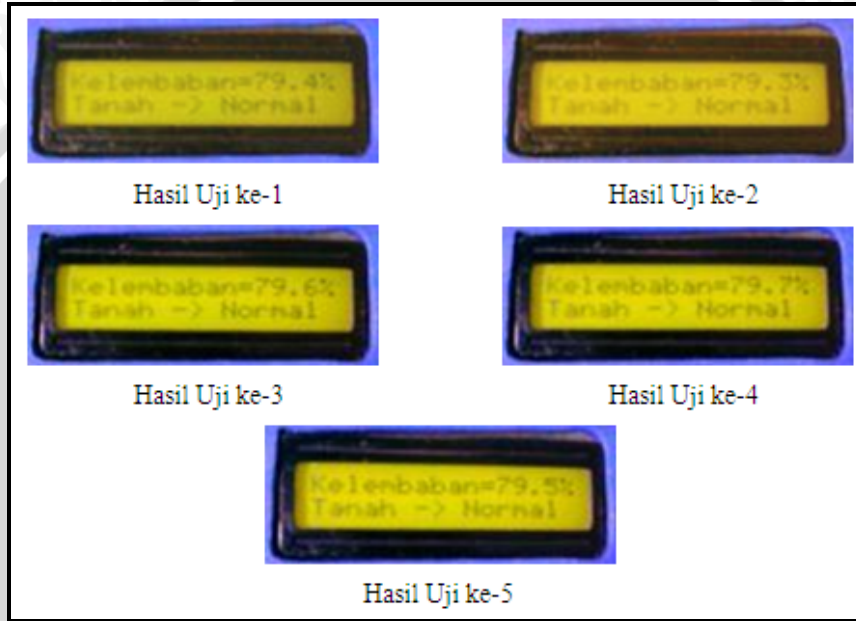 Kelembaban=79.4%
Tanah -> Normal
Hasil Uji ke-1
Kelembaban=79.3%
Tanah -> Normal
Hasil Uji ke-2
Kelembaban=79.6%
Tanah -> Normal
Hasil Uji ke-3
Kelembaban=79.7%
Tanah -> Normal
Hasil Uji ke-4
Kelembaban=79.5%
Tanah -> Normal
Hasil Uji ke-5